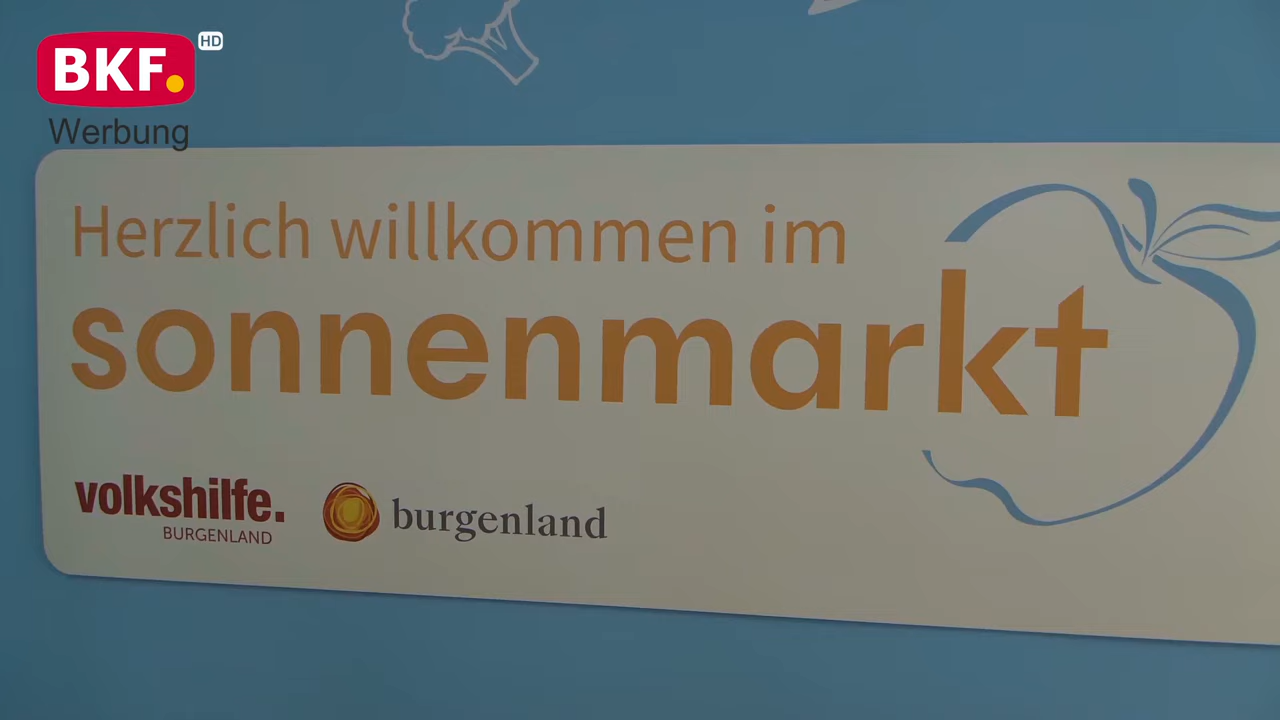 BKF.
HD
Werbung
Herzlich willkommen im
sonnenmarkt
volkshilfe.
BURGENLAND
burgenland